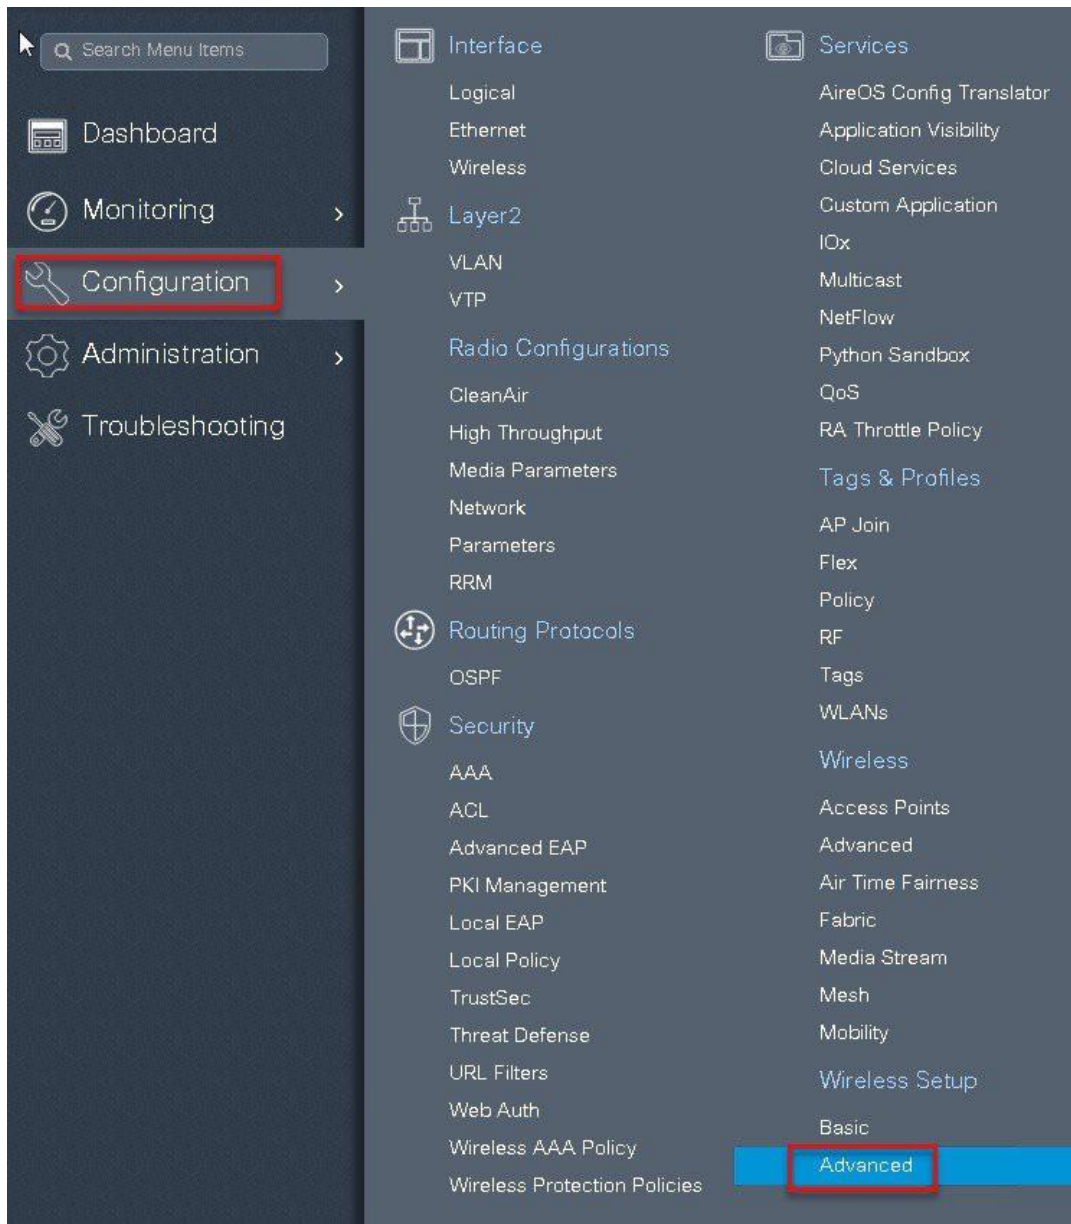 Search Menu Items
Dashboard
Monitoring
Configuration
Administration
Troubleshooting
Interface
Logical
Ethernet
Wireless
Layer2
VLAN
VTP
Radio Configurations
CleanAir
High Throughput
Media Parameters
Network
Parameters
RRM
Routing Protocols
OSPF
Security
AAA
ACL
Advanced EAP
PKI Management
Local EAP
Local Policy
TrustSec
Threat Defense
URL Filters
Web Auth
Wireless AAA Policy
Wireless Protection Policies
Services
AireOS Config Translator
Application Visibility
Cloud Services
Custom Application
IOx
Multicast
NetFlow
Python Sandbox
QoS
RA Throttle Policy
Tags & Profiles
AP Join
Flex
Policy
RF
Tags
WLANs
Wireless
Access Points
Advanced
Air Time Fairness
Fabric
Media Stream
Mesh
Mobility
Wireless Setup
Basic
Advanced